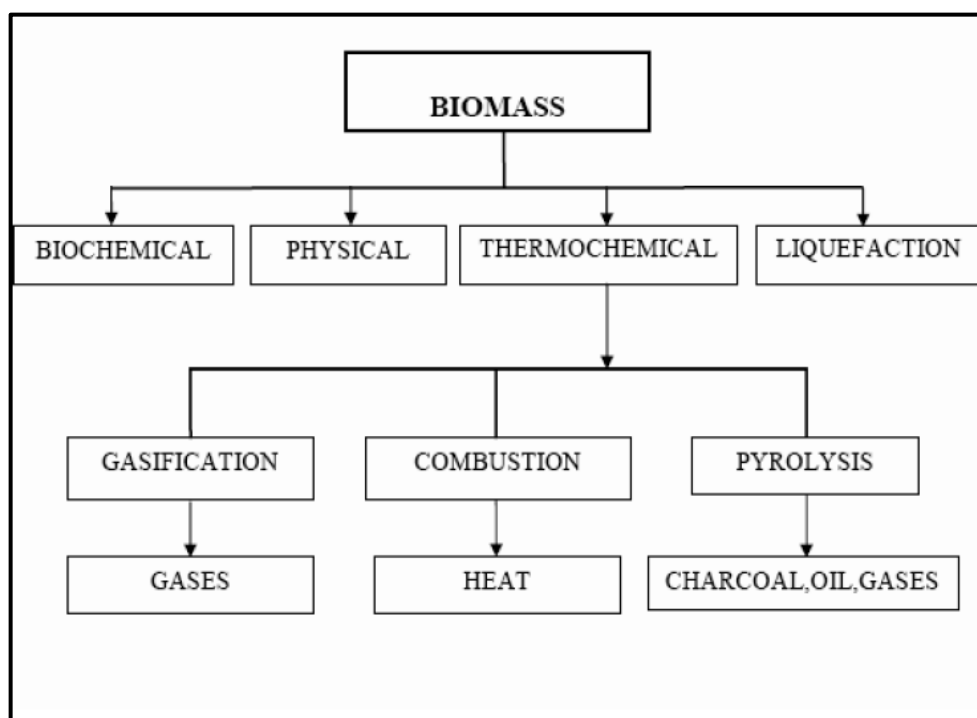 BIOMASS
BIOCHEMICAL
PHYSICAL
THERMOCHEMICAL
LIQUEFACTION
GASIFICATION
COMBUSTION
PYROLYSIS
GASES
HEAT
CHARCOAL,OIL,GASES